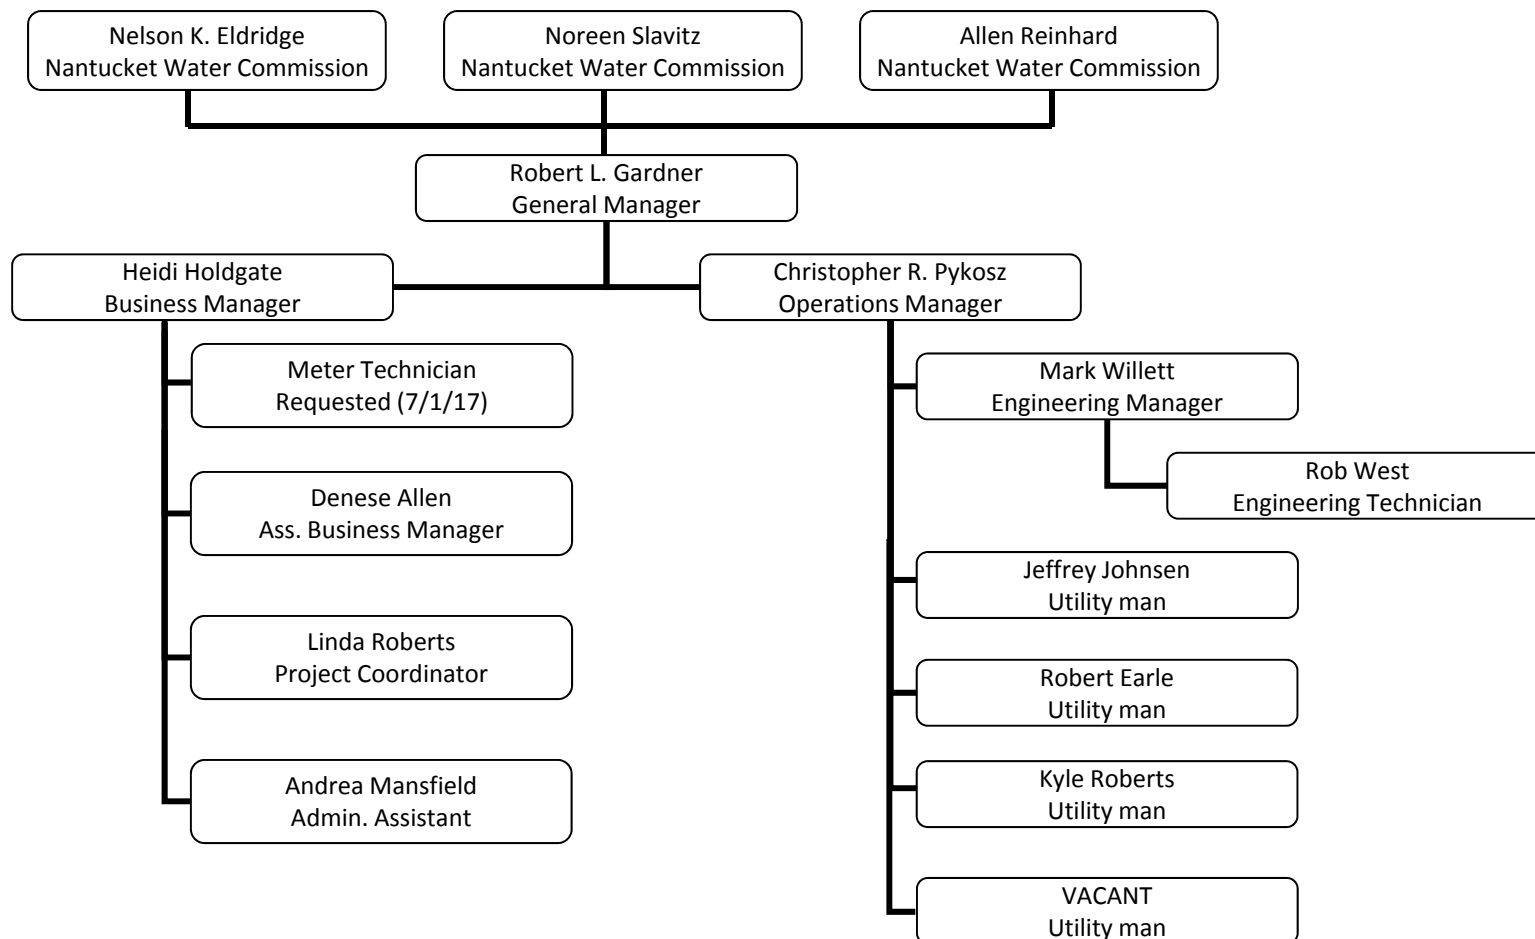 Nelson K. Eldridge
Nantucket Water Commission
Noreen Slavitz
Nantucket Water Commission
Allen Reinhard
Nantucket Water Commission
Robert L. Gardner
General Manager
Heidi Holdgate
Business Manager
Christopher R. Pykosz
Operations Manager
Meter Technician
Requested (7/1/17)
Denese Allen
Ass. Business Manager
Linda Roberts
Project Coordinator
Andrea Mansfield
Admin. Assistant
Mark Willett
Engineering Manager
Rob West
Engineering Technician
Jeffrey Johnsen
Utility man
Robert Earle
Utility man
Kyle Roberts
Utility man
VACANT
Utility man